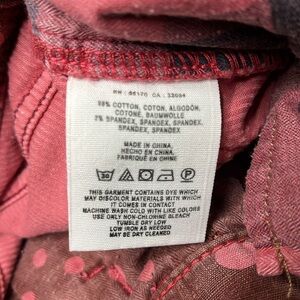 RN : 66170 CA : 33094
98% COTTON, COTON, ALGODÓN,
COTONE, BAUMWOLLE
2% SPANDEX, SPANDEX, SPANDEX,
SPANDEX, SPANDEX
MADE IN CHINA,
HECHO EN CHINA,
FABRIQUÉ EN CHINE
30 P
THIS GARMENT CONTAINS DYE WHICH
MAY DISCOLOR MATERIALS WITH WHICH
IT COMES IN CONTACT
MACHINE WASH COLD WITH LIKE COLORS
USE ONLY NON-CHLORINE BLEACH
TUMBLE DRY LOW
LOW IRON AS NEEDED
MAY BE DRY CLEANED